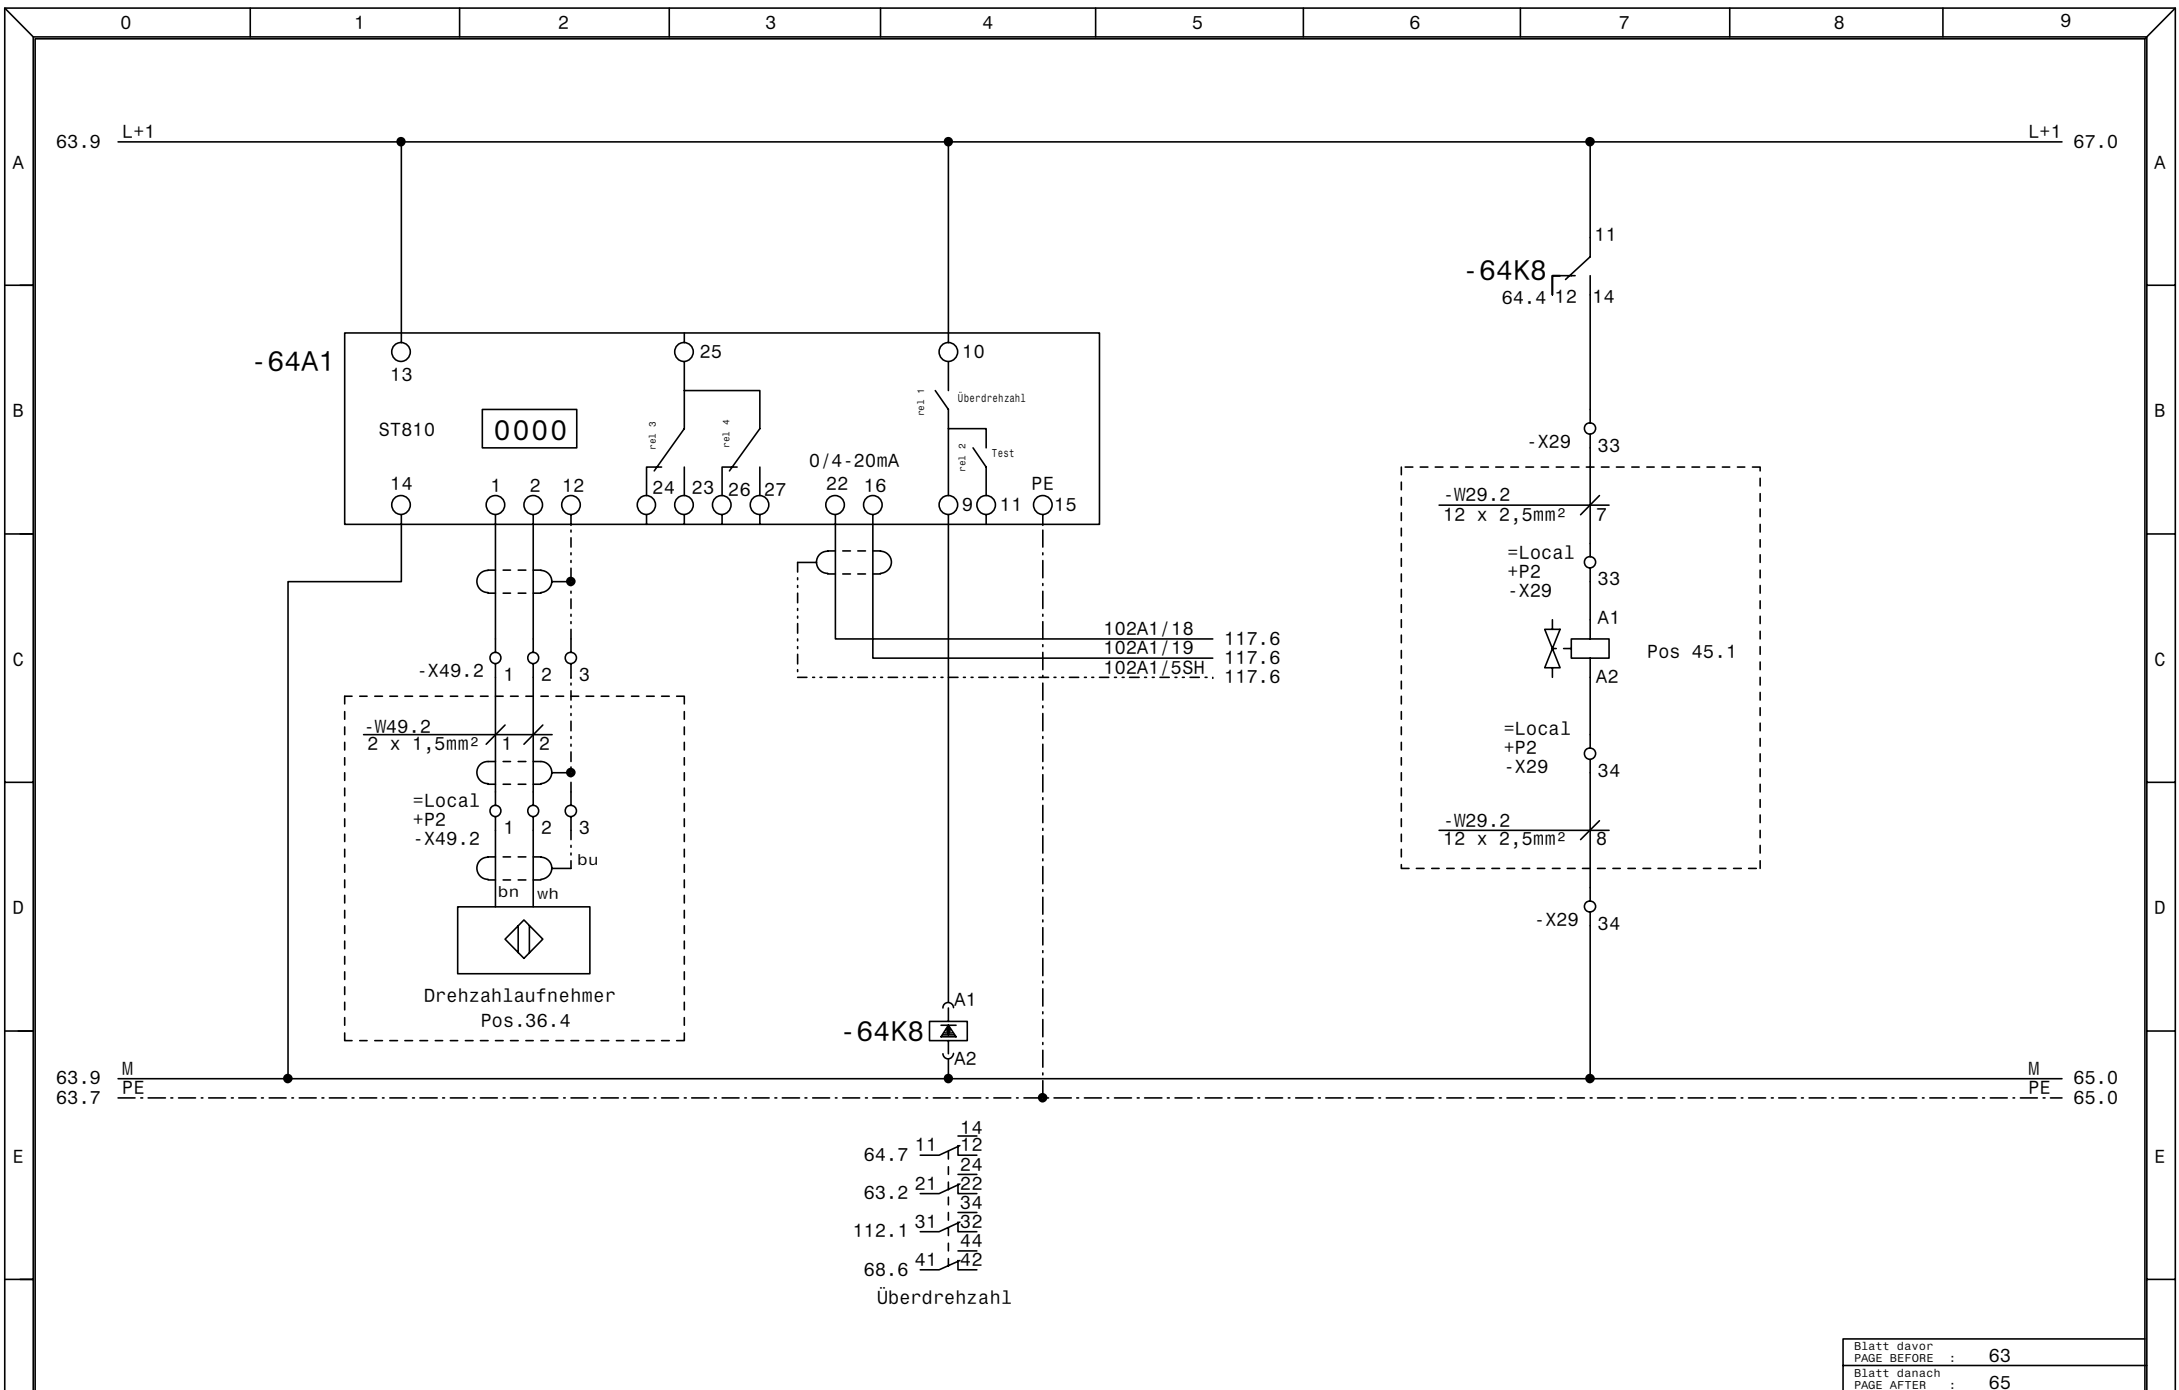 0 1 2 3 4 5 6 7 8 9
63.9 L+1 L+1 67.0
A A
11
-64K8
64.4 12 14
-64A1
13 25 10
B B
ST810 0000
rel 3 rel 4 rel 1 Überdrehzahl
rel 2 Test
0/4-20mA
14 1 2 12 24 23 26 27 22 16 9 11 PE 15
-X29 33
-W29.2
12 x 2,5mm² 7
=Local
+P2
-X29 33
A1
Pos 45.1
A2
C C
102A1/18 117.6
102A1/19 117.6
102A1/5SH 117.6
-X49.2 1 2 3
-W49.2
2 x 1,5mm² 1 2
=Local
+P2
-X29 34
=Local
+P2
-X49.2 1 2 3
-W29.2
12 x 2,5mm² 8
bu
bn wh
D D
-X29 34
Drehzahlaufnehmer
Pos.36.4
A1
-64K8
A2
63.9 M M 65.0
63.7 PE PE 65.0
E E
14
64.7 11 12
24
63.2 21 22
34
112.1 31 32
44
68.6 41 42
Überdrehzahl
Blatt davor
PAGE BEFORE : 63
Blatt danach
PAGE AFTER : 65